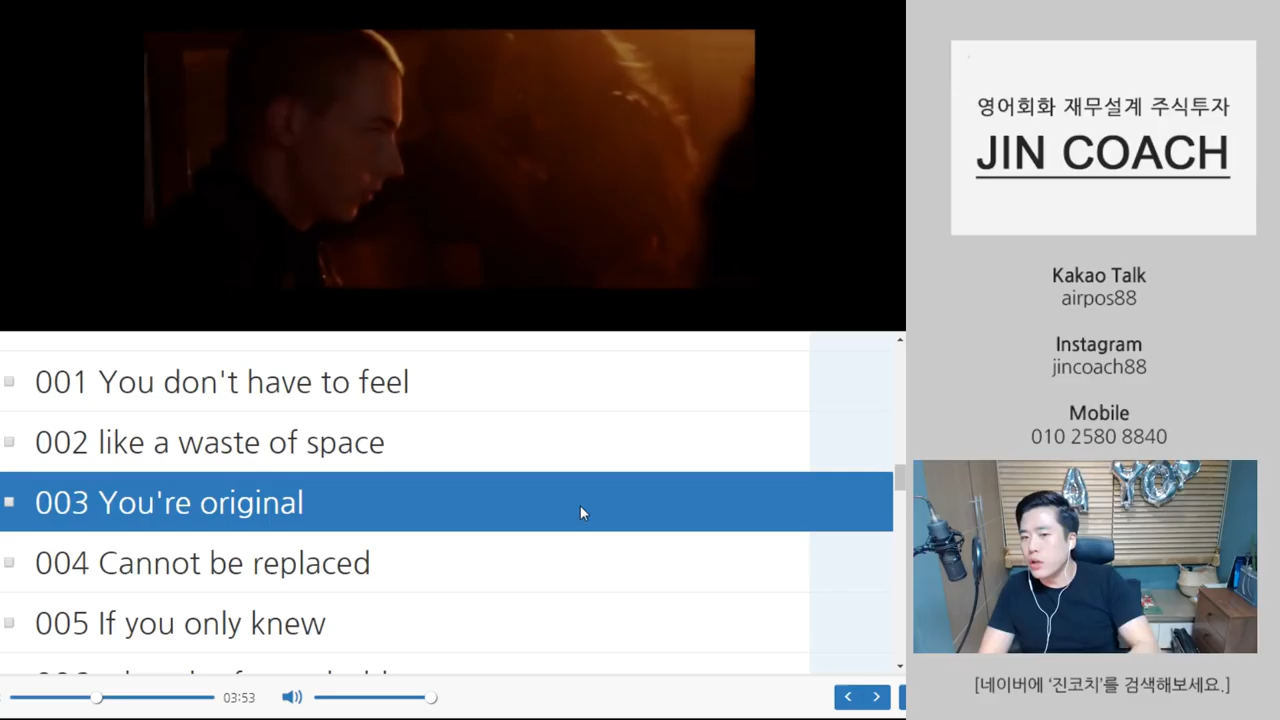 001 You don't have to feel
002 like a waste of space
003 You're original
004 Cannot be replaced
005 If you only knew
03:53
영어회화 재무설계 주식투자
JIN COACH
Kakao Talk
airpos88
Instagram
jincoach88
Mobile
010 2580 8840
A YO
[네이버에 '진코치'를 검색해보세요.]